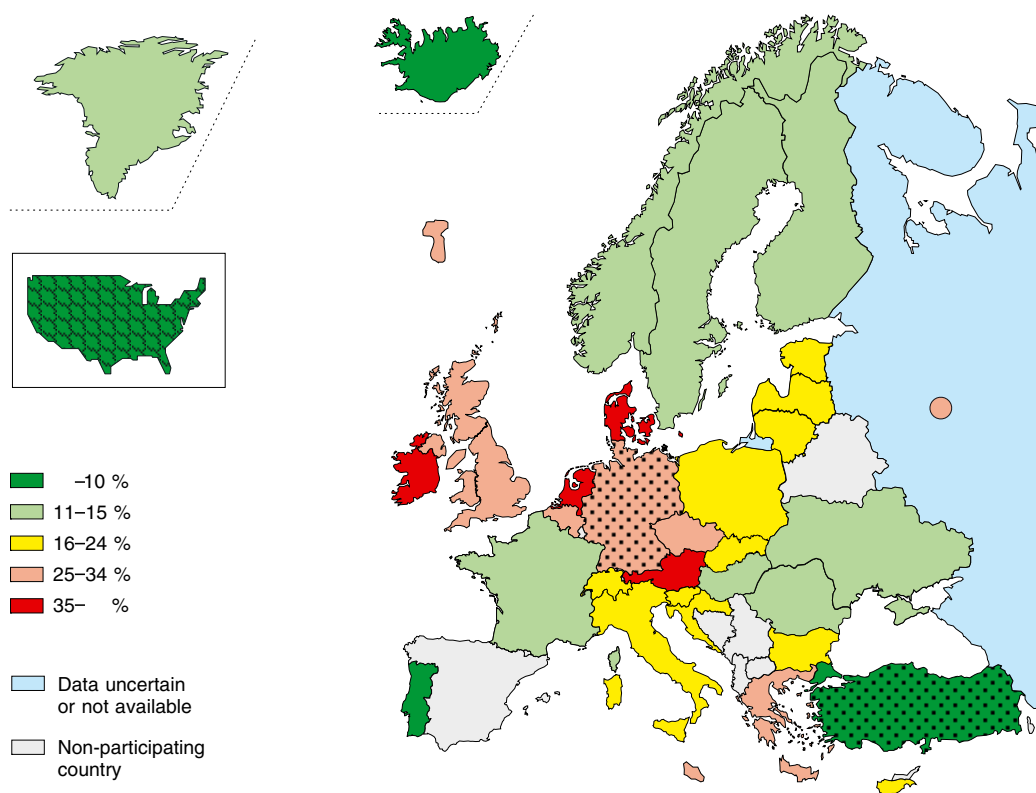 –10 %
11–15 %
16–24 %
25–34 %
35– %
Data uncertain
or not available
Non-participating
country